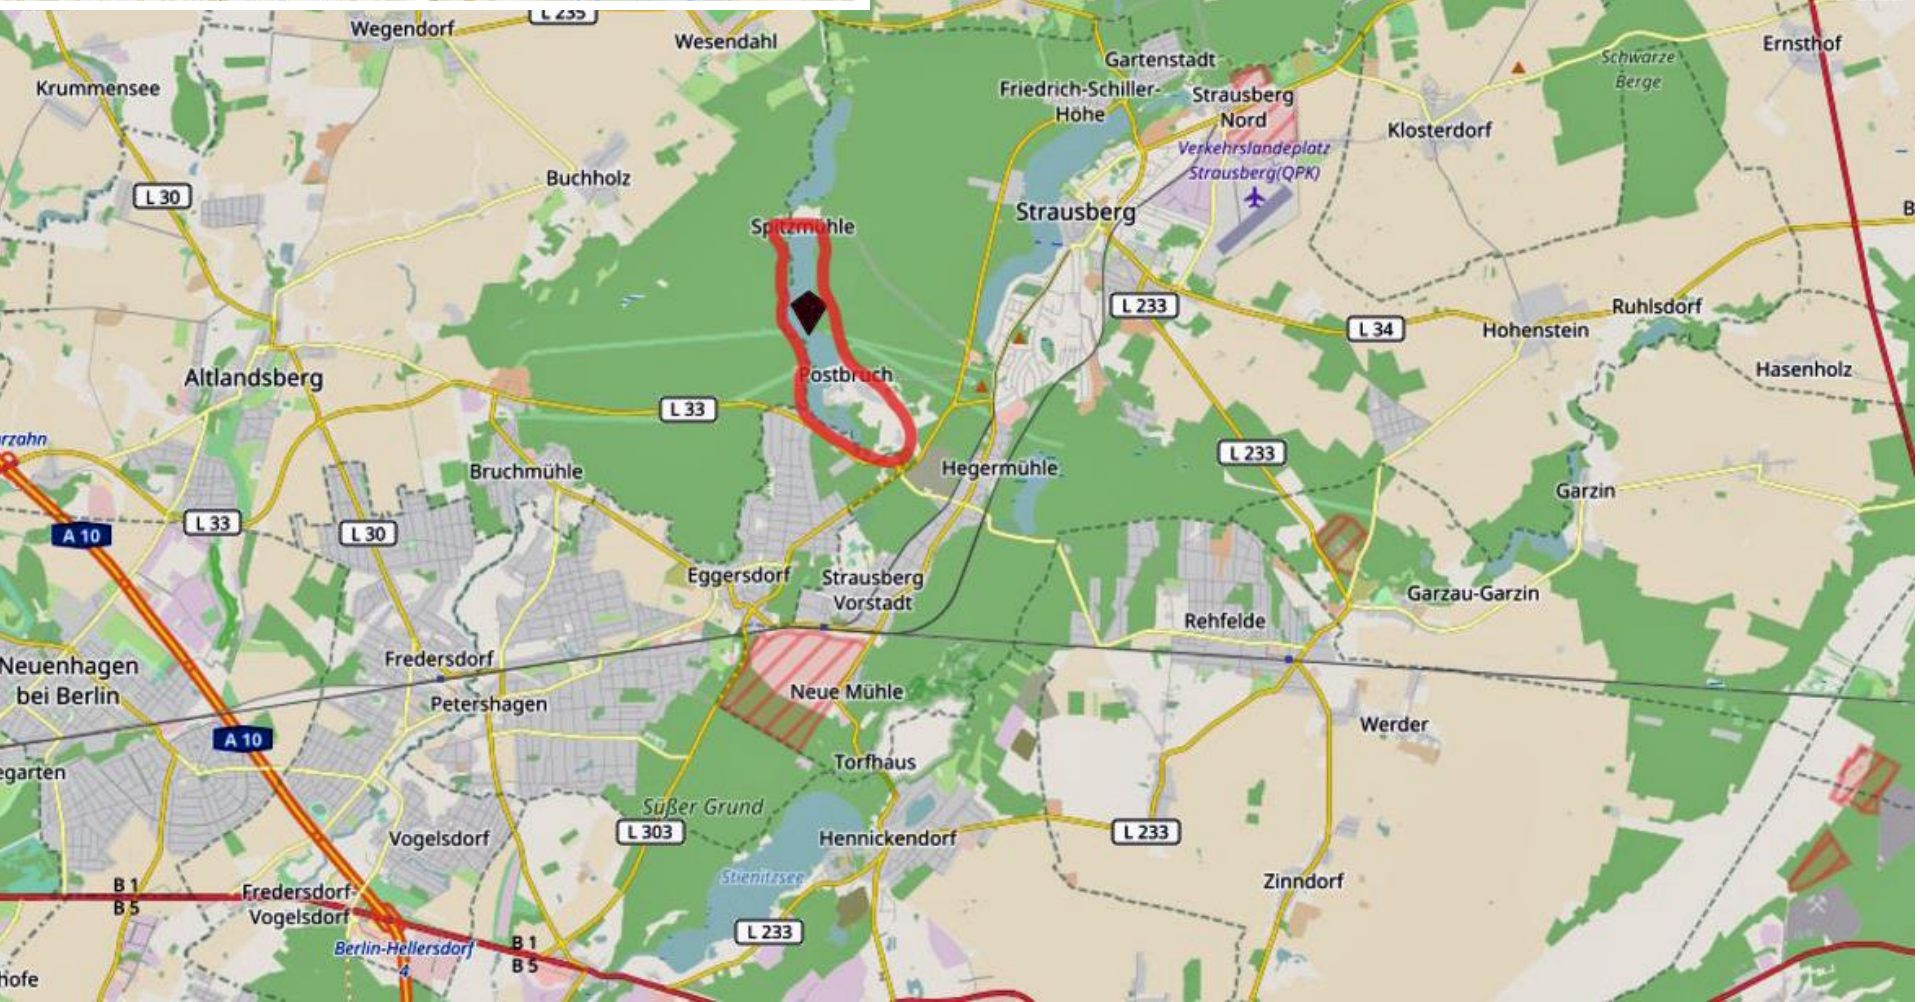 L 235
Wegendorf
Wesendahl
Ernsthof
Gartenstadt
Schwarze
Berge
Krummensee
Friedrich-Schiller-
Höhe
Strausberg
Nord
Klosterdorf
Verkehrslandeplatz
Strausberg(QPK)
Buchholz
L 30
B
Strausberg
Spitzmühle
L 233
Ruhlsdorf
L 34
Hohenstein
Hasenholz
Altlandsberg
Postbruch
L 33
rzahn
L 233
Bruchmühle
Hegermühle
Garzin
L 33
A 10
L 30
Eggersdorf
Strausberg
Vorstadt
Garzau-Garzin
Rehfelde
Neuenhagen
bei Berlin
Fredersdorf
Petershagen
Neue Mühle
Werder
A 10
egarten
Torfhaus
Süßer Grund
L 303
Vogelsdorf
Hennickendorf
L 233
Stienitzsee
Zinndorf
B 1
B 5
Fredersdorf-
Vogelsdorf
L 233
Berlin-Hellersdorf
4
B 1
B 5
hofe